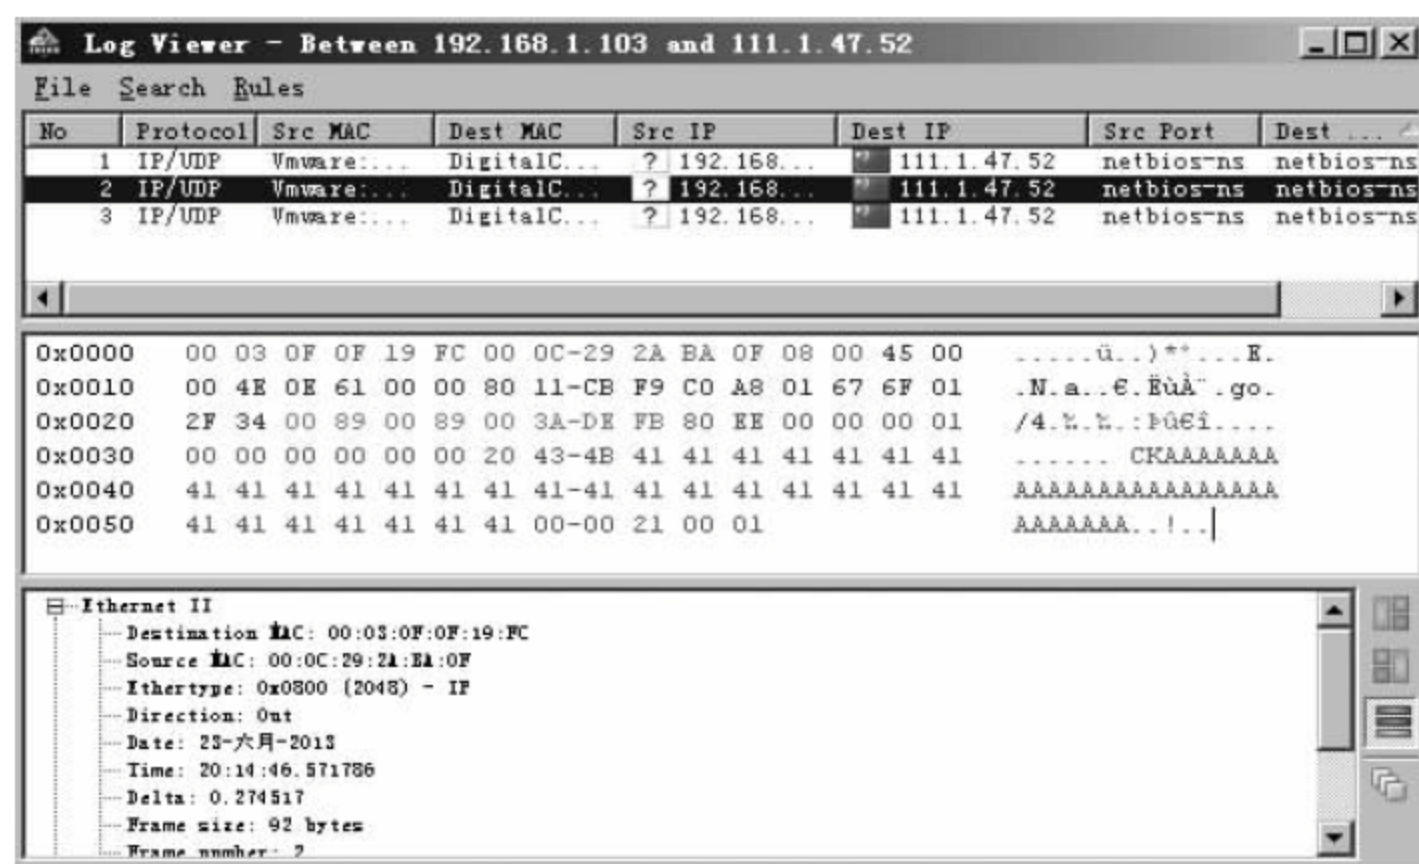 Log Viewer - Between 192.168.1.103 and 111.1.47.52
File Search Rules
No Protocol Src MAC Dest MAC Src IP Dest IP Src Port Dest ...
1 IP/UDP Vmware:... DigitalC... ? 192.168... 111.1.47.52 netbios-ns netbios-ns
2 IP/UDP Vmware:... DigitalC... ? 192.168... 111.1.47.52 netbios-ns netbios-ns
3 IP/UDP Vmware:... DigitalC... ? 192.168... 111.1.47.52 netbios-ns netbios-ns
0x0000 00 03 0F 0F 19 FC 00 0C-29 2A BA 0F 08 00 45 00 .....ü..)*º...E.
0x0010 00 4E 0E 61 00 00 80 11-CB F9 C0 A8 01 67 6F 01 .N.a..€.ËùÀ¨.go.
0x0020 2F 34 00 89 00 89 00 3A-DE FB 80 EE 00 00 00 01 /4.‰.‰.:Þû€î....
0x0030 00 00 00 00 00 00 20 43-4B 41 41 41 41 41 41 41 ...... CKAAAAAAA
0x0040 41 41 41 41 41 41 41 41-41 41 41 41 41 41 41 41 AAAAAAAAAAAAAAAA
0x0050 41 41 41 41 41 41 41 00-00 21 00 01 AAAAAAA..!..
Ethernet II
Destination MAC: 00:03:0F:0F:19:FC
Source MAC: 00:0C:29:2A:BA:0F
Ethertype: 0x0800 (2048) - IP
Direction: Out
Date: 23-六月-2013
Time: 20:14:46.571786
Delta: 0.274517
Frame size: 92 bytes
Frame number: 2